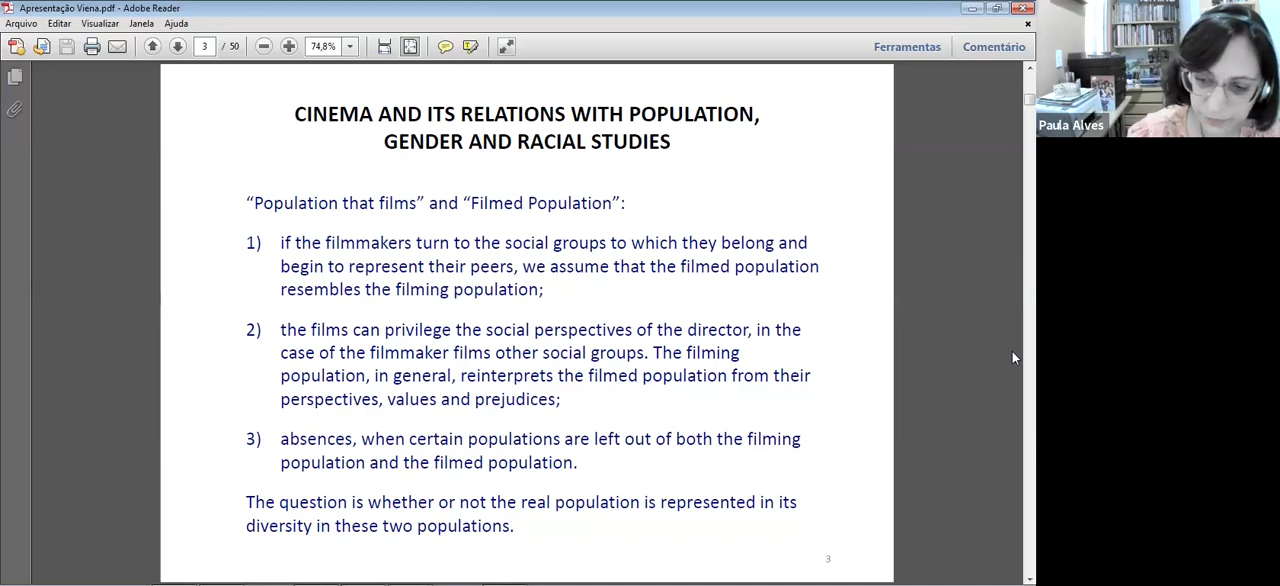 Apresentação Viena.pdf - Adobe Reader
Arquivo Editar Visualizar Janela Ajuda
3 / 50 74,8% Ferramentas Comentário
Paula Alves
CINEMA AND ITS RELATIONS WITH POPULATION,
GENDER AND RACIAL STUDIES
“Population that films” and “Filmed Population”:
1) if the filmmakers turn to the social groups to which they belong and
begin to represent their peers, we assume that the filmed population
resembles the filming population;
2) the films can privilege the social perspectives of the director, in the
case of the filmmaker films other social groups. The filming
population, in general, reinterprets the filmed population from their
perspectives, values and prejudices;
3) absences, when certain populations are left out of both the filming
population and the filmed population.
The question is whether or not the real population is represented in its
diversity in these two populations.
3